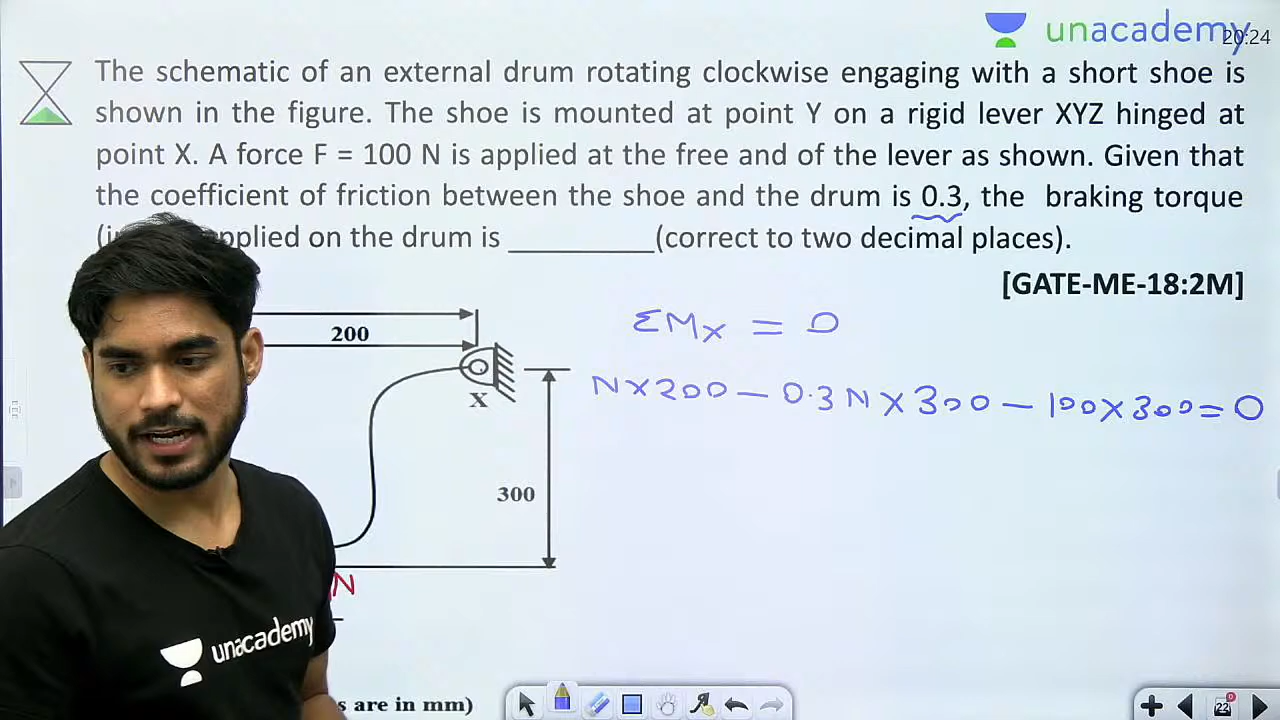 unacademy
20:24
The schematic of an external drum rotating clockwise engaging with a short shoe is
shown in the figure. The shoe is mounted at point Y on a rigid lever XYZ hinged at
point X. A force F = 100 N is applied at the free and of the lever as shown. Given that
the coefficient of friction between the shoe and the drum is 0.3, the braking torque
applied on the drum is ________ (correct to two decimal places).
[GATE-ME-18:2M]
ΣMx = 0
200
X
N×200 – 0.3N×300 – 100×300=0
300
N
unacademy
are in mm)
22